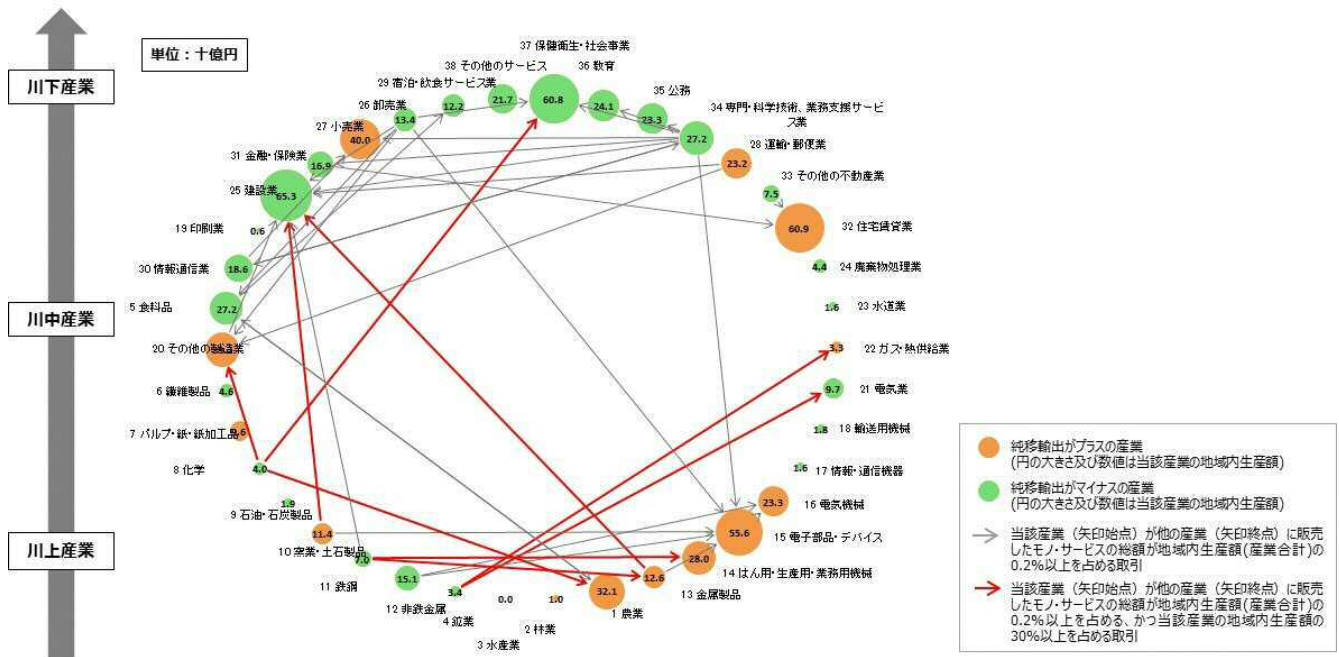 単位：十億円
川下産業
川中産業
川上産業
37 保健衛生・社会事業
38 その他のサービス
36 教育
29 宿泊・飲食サービス業
35 公務
26 卸売業
34 専門・科学技術、業務支援サービ
ス業
27 小売業
28 運輸・郵便業
31 金融・保険業
33 その他の不動産業
25 建設業
32 住宅賃貸業
19 印刷業
24 廃棄物処理業
30 情報通信業
23 水道業
5 食料品
22 ガス・熱供給業
20 その他の製造業
21 電気業
6 繊維製品
18 輸送用機械
7 パルプ・紙・紙加工品
17 情報・通信機器
8 化学
16 電気機械
9 石油・石炭製品
15 電子部品・デバイス
10 窯業・土石製品
14 はん用・生産用・業務用機械
11 鉄鋼
13 金属製品
12 非鉄金属
1 農業
4 鉱業
2 林業
3 水産業
60.8
21.7
24.1
12.2
23.3
13.4
27.2
40.0
23.2
16.9
7.5
65.3
60.9
0.6
4.4
18.6
1.6
27.2
3.3
9.7
4.6
1.8
4.0
1.6
1.9
23.3
11.4
55.6
7.0
28.0
15.1
12.6
3.4
32.1
0.0
1.0
純移輸出がプラスの産業
(円の大きさ及び数値は当該産業の地域内生産額)
純移輸出がマイナスの産業
(円の大きさ及び数値は当該産業の地域内生産額)
当該産業（矢印始点）が他の産業（矢印終点）に販売
したモノ・サービスの総額が地域内生産額(産業合計)の
0.2%以上を占める取引
当該産業（矢印始点）が他の産業（矢印終点）に販売
したモノ・サービスの総額が地域内生産額(産業合計)の
0.2%以上を占める、かつ当該産業の地域内生産額の
30%以上を占める取引